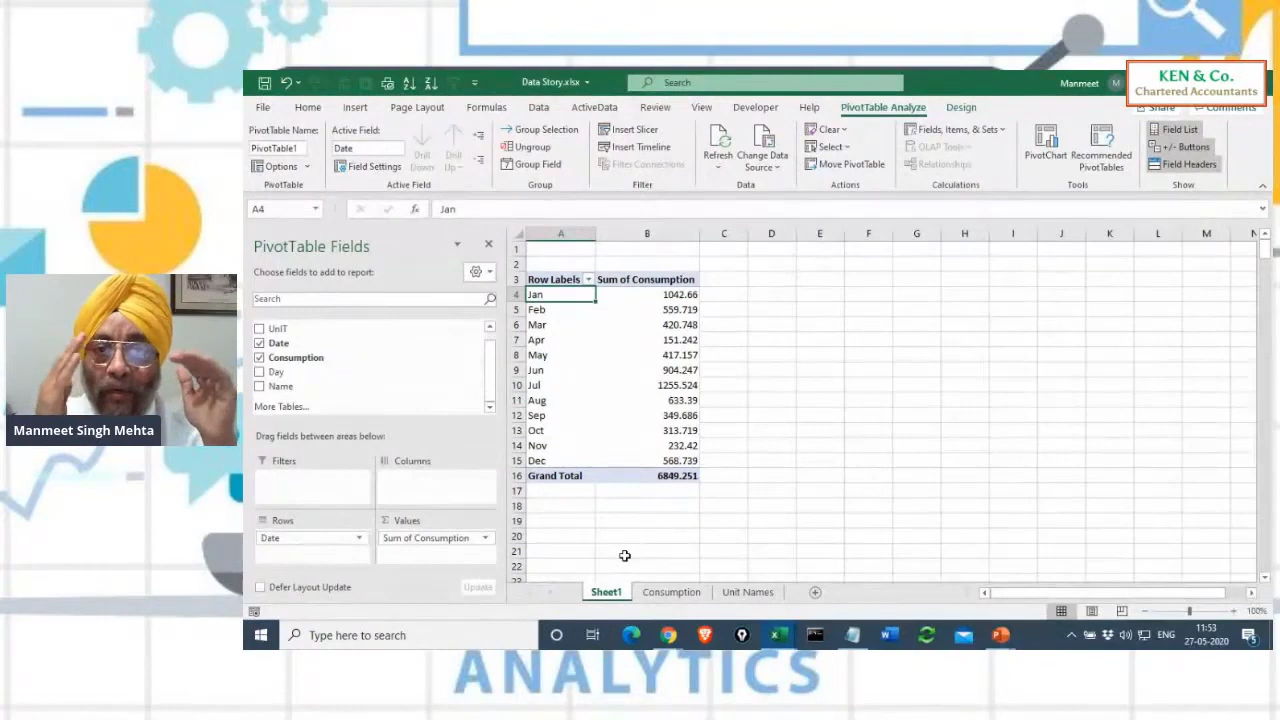 KEN & Co.
Chartered Accountants
Data Story.xlsx
Search
Manmeet
M
File Home Insert Page Layout Formulas Data ActiveData Review View Developer Help PivotTable Analyze Design
Share Comments
PivotTable Name:
PivotTable1
Options
PivotTable
Active Field:
Date
Field Settings
Drill Down
Drill Up
Active Field
Group Selection
Ungroup
Group Field
Group
Insert Slicer
Insert Timeline
Filter Connections
Filter
Refresh
Change Data Source
Data
Clear
Select
Move PivotTable
Actions
Fields, Items, & Sets
OLAP Tools
Relationships
Calculations
PivotChart
Recommended PivotTables
Tools
Field List
+/- Buttons
Field Headers
Show
A4
fx
Jan
PivotTable Fields
Choose fields to add to report:
Search
UnIT
Date
Consumption
Day
Name
More Tables...
Drag fields between areas below:
Filters
Columns
Rows
Values
Date
Sum of Consumption
Defer Layout Update
Update
A B C D E F G H I J K L M N
1
2
3 Row Labels Sum of Consumption
4 Jan 1042.66
5 Feb 559.719
6 Mar 420.748
7 Apr 151.242
8 May 417.157
9 Jun 904.247
10 Jul 1255.524
11 Aug 633.39
12 Sep 349.686
13 Oct 313.719
14 Nov 232.42
15 Dec 568.739
16 Grand Total 6849.251
17
18
19
20
21
22
23
Sheet1 Consumption Unit Names
100%
Type here to search
ENG
11:53
27-05-2020
5
Manmeet Singh Mehta
ANALYTICS